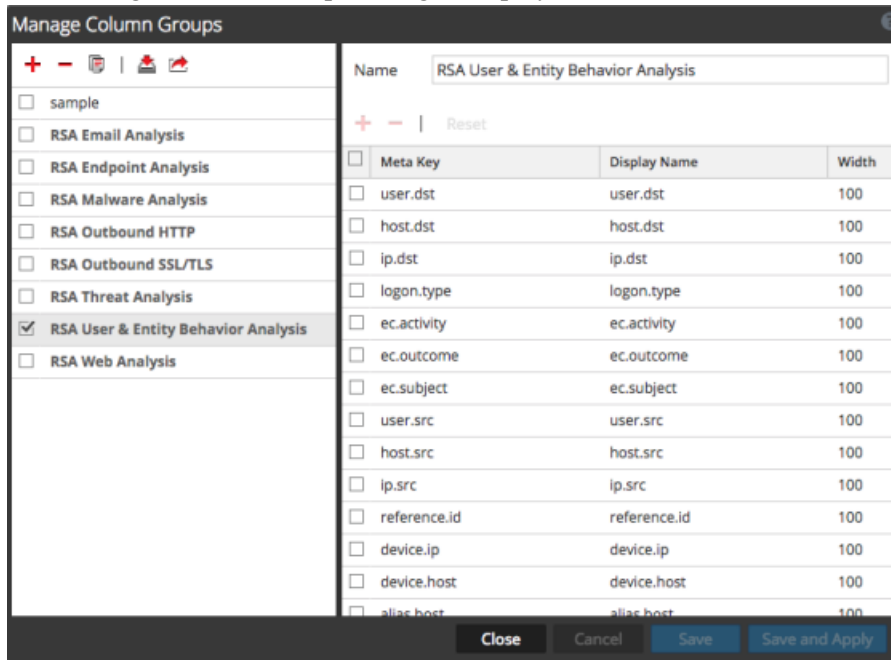 Manage Column Groups
Name RSA User & Entity Behavior Analysis
sample
RSA Email Analysis
RSA Endpoint Analysis
RSA Malware Analysis
RSA Outbound HTTP
RSA Outbound SSL/TLS
RSA Threat Analysis
RSA User & Entity Behavior Analysis
RSA Web Analysis
Reset
Meta Key Display Name Width
user.dst user.dst 100
host.dst host.dst 100
ip.dst ip.dst 100
logon.type logon.type 100
ec.activity ec.activity 100
ec.outcome ec.outcome 100
ec.subject ec.subject 100
user.src user.src 100
host.src host.src 100
ip.src ip.src 100
reference.id reference.id 100
device.ip device.ip 100
device.host device.host 100
alias.host alias.host 100
Close Cancel Save Save and Apply